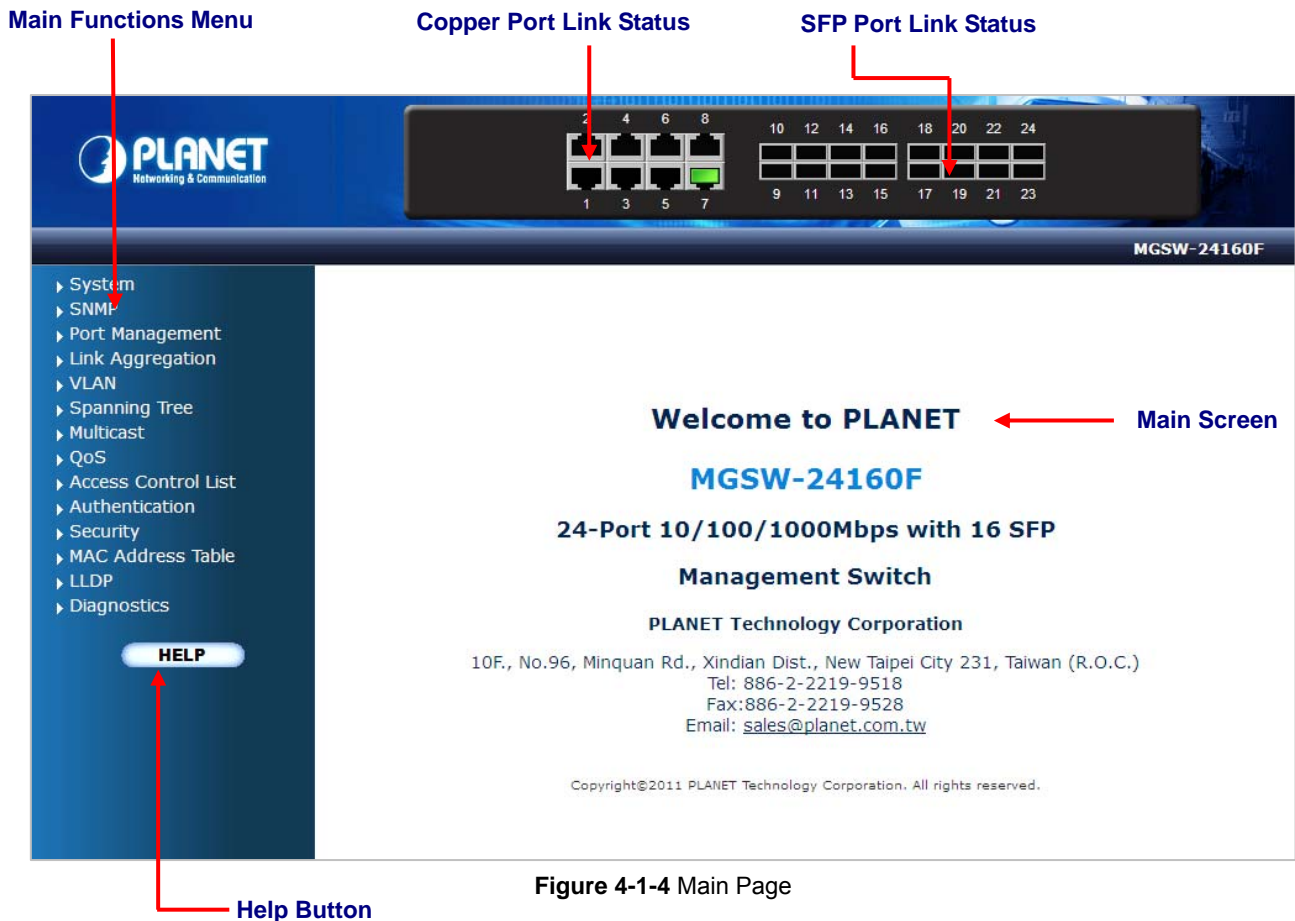 Main Functions Menu
Copper Port Link Status
SFP Port Link Status
PLANET
Networking & Communication
2 4 6 8
10 12 14 16 18 20 22 24
1 3 5 7
9 11 13 15 17 19 21 23
MGSW-24160F
System
SNMP
Port Management
Link Aggregation
VLAN
Spanning Tree
Multicast
QoS
Access Control List
Authentication
Security
MAC Address Table
LLDP
Diagnostics
HELP
Welcome to PLANET
Main Screen
MGSW-24160F
24-Port 10/100/1000Mbps with 16 SFP
Management Switch
PLANET Technology Corporation
10F., No.96, Minquan Rd., Xindian Dist., New Taipei City 231, Taiwan (R.O.C.)
Tel: 886-2-2219-9518
Fax:886-2-2219-9528
Email: sales@planet.com.tw
Copyright©2011 PLANET Technology Corporation. All rights reserved.
Figure 4-1-4 Main Page
Help Button